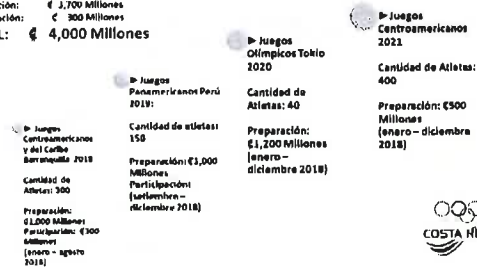 ción: ₡ 3,700 Millones
ación: ₡ 300 Millones
L: ₡ 4,000 Millones
Juegos
Centroamericanos
y del Caribe
Barranquilla 2018
Cantidad de
Atletas: 300
Preparación:
₡1,000 Millones
Participación: ₡300
Millones
(enero – agosto
2018)
Juegos
Panamericanos Perú
2019:
Cantidad de atletas:
150
Preparación: ₡1,000
Millones
Participación:
(setiembre –
diciembre 2018)
Juegos
Olímpicos Tokio
2020
Cantidad de
Atletas: 40
Preparación:
₡1,200 Millones
(enero –
diciembre 2018)
Juegos
Centroamericanos
2021
Cantidad de Atletas:
400
Preparación: ₡500
Millones
(enero – diciembre
2018)
COSTA RI